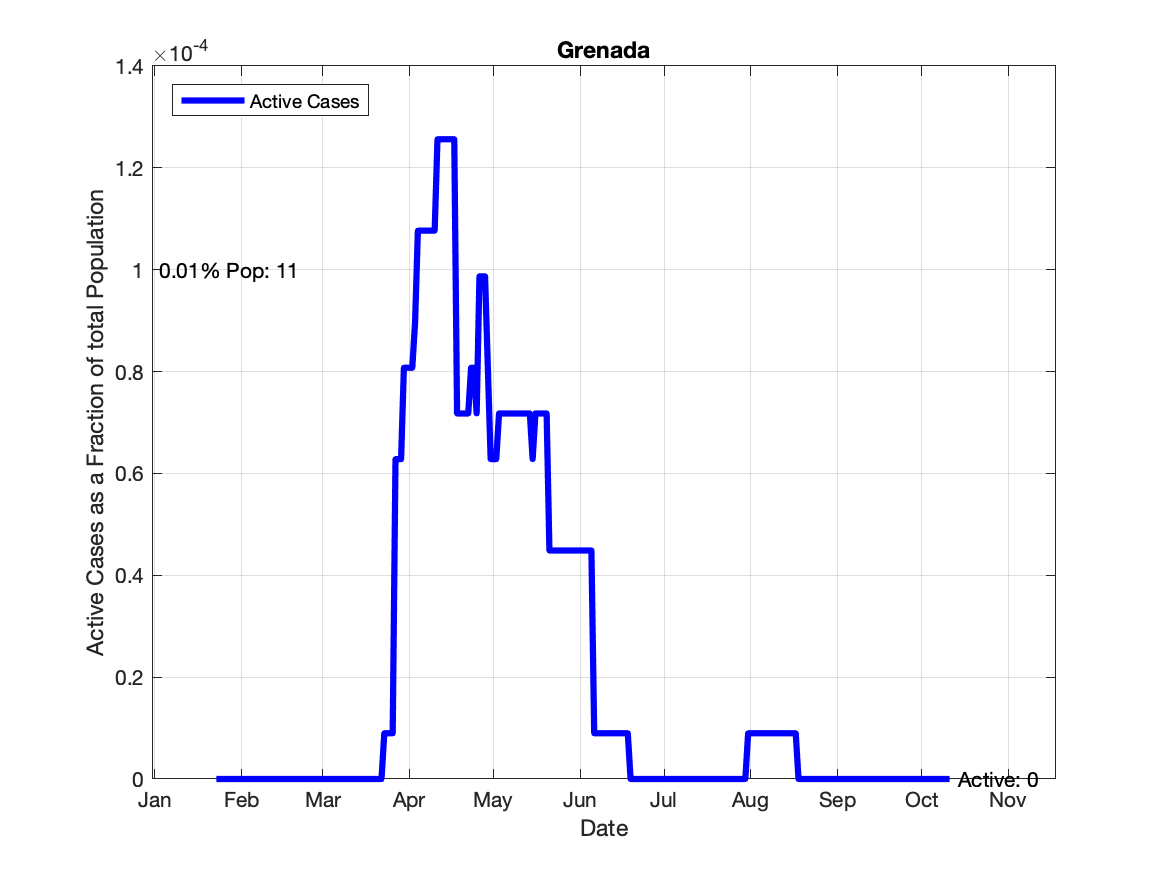 Grenada
×10-4
1.4
1.2
1
0.8
0.6
0.4
0.2
0
Active Cases
0.01% Pop: 11
Active: 0
Active Cases as a Fraction of total Population
Jan Feb Mar Apr May Jun Jul Aug Sep Oct Nov
Date